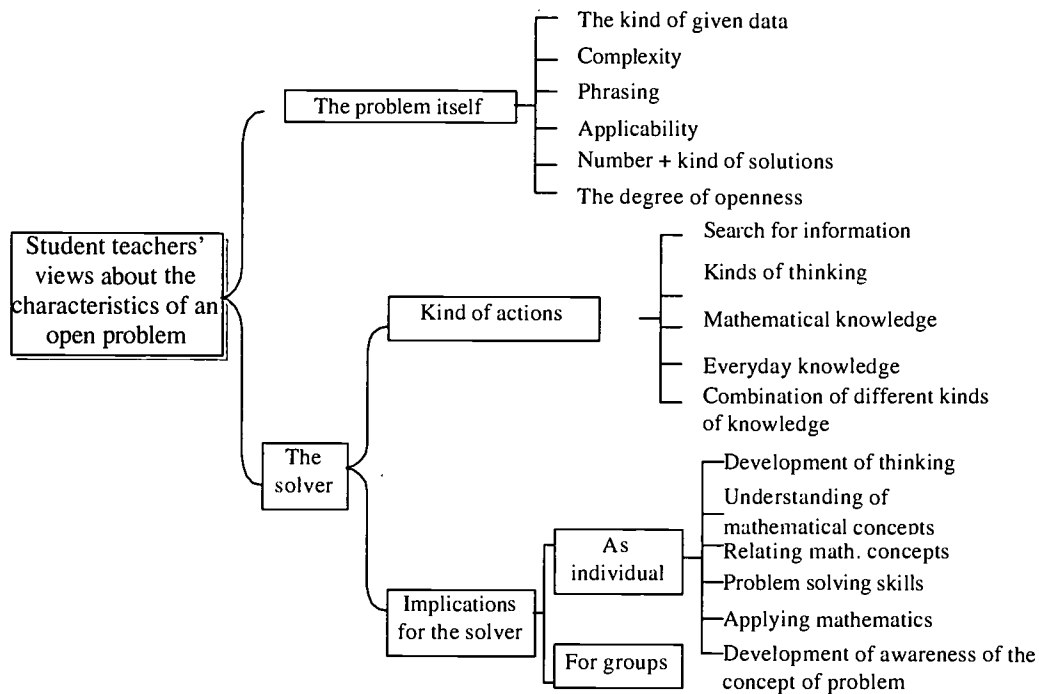 The kind of given data
Complexity
Phrasing
The problem itself
Applicability
Number + kind of solutions
The degree of openness
Student teachers'
views about the
characteristics of an
open problem
Search for information
Kinds of thinking
Kind of actions
Mathematical knowledge
Everyday knowledge
Combination of different kinds
of knowledge
The
solver
Development of thinking
Understanding of
mathematical concepts
As
individual
Relating math. concepts
Problem solving skills
Implications
for the solver
Applying mathematics
For groups
Development of awareness of the
concept of problem